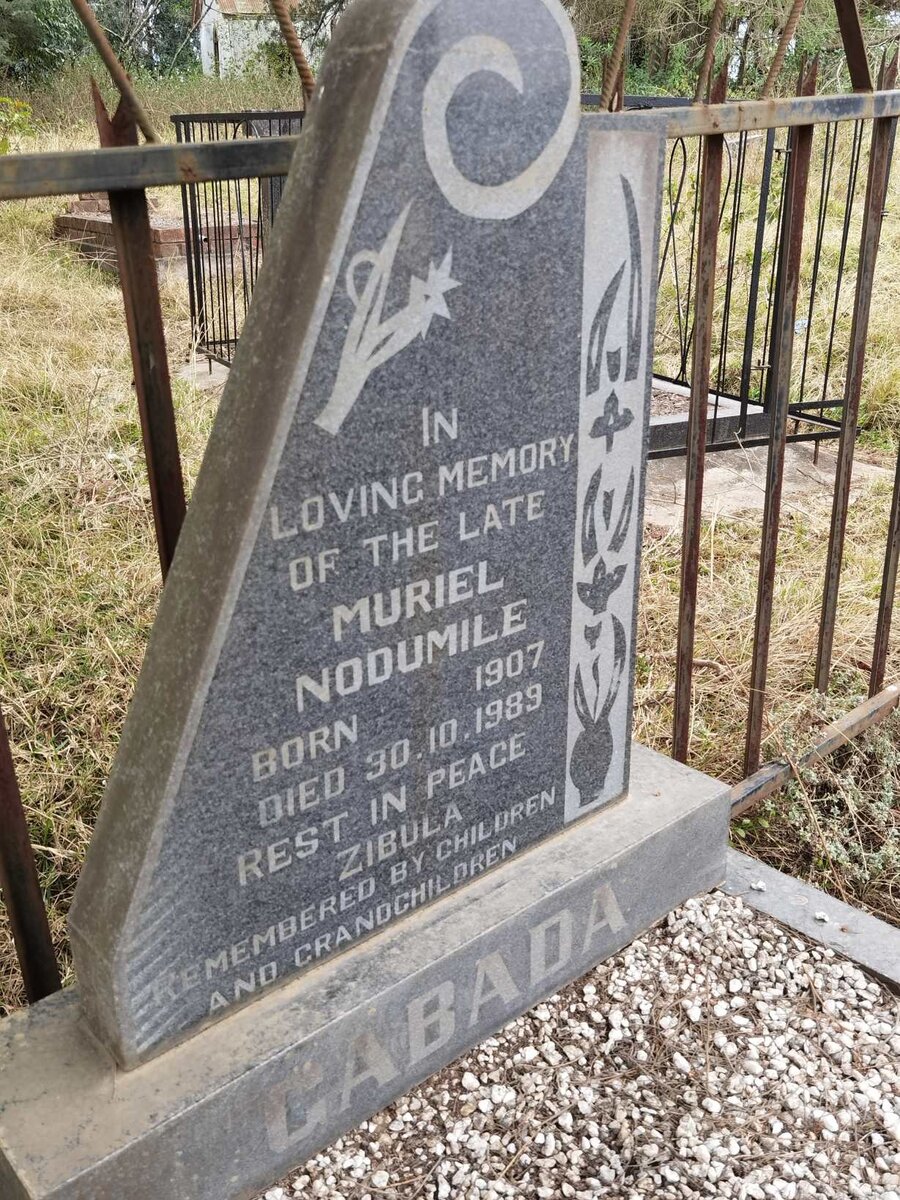 IN
LOVING MEMORY
OF THE LATE
MURIEL
NODUMILE
BORN 1907
DIED 30.10.1989
REST IN PEACE
ZIBULA
REMEMBERED BY CHILDREN
AND GRANDCHILDREN
CABADA